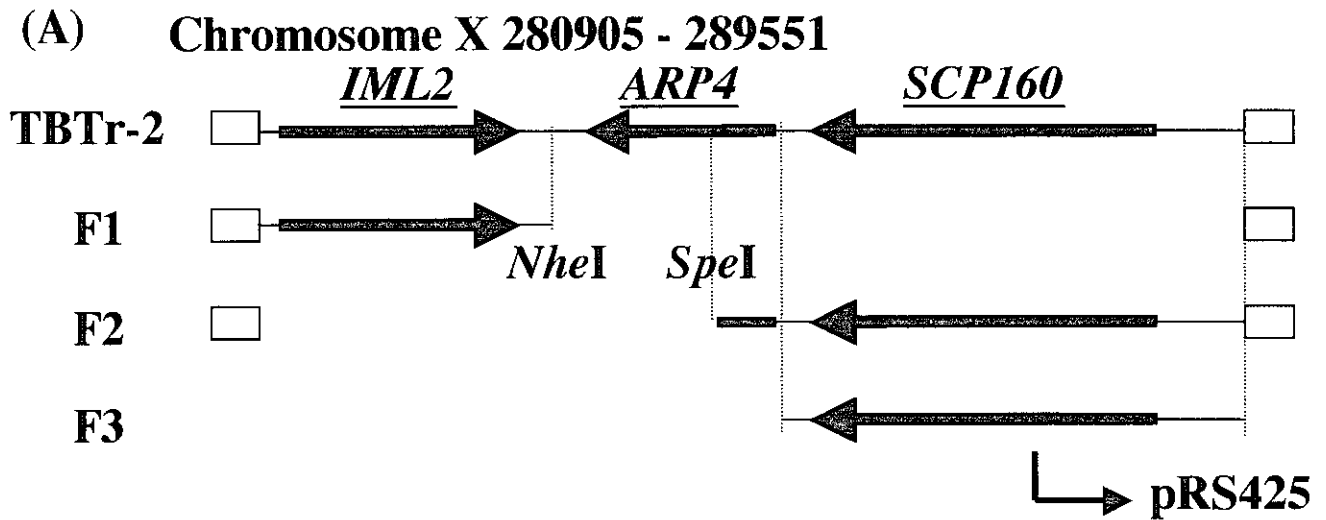 (A) Chromosome X 280905 - 289551
IML2 ARP4 SCP160
TBTr-2
F1
NheI SpeI
F2
F3
pRS425